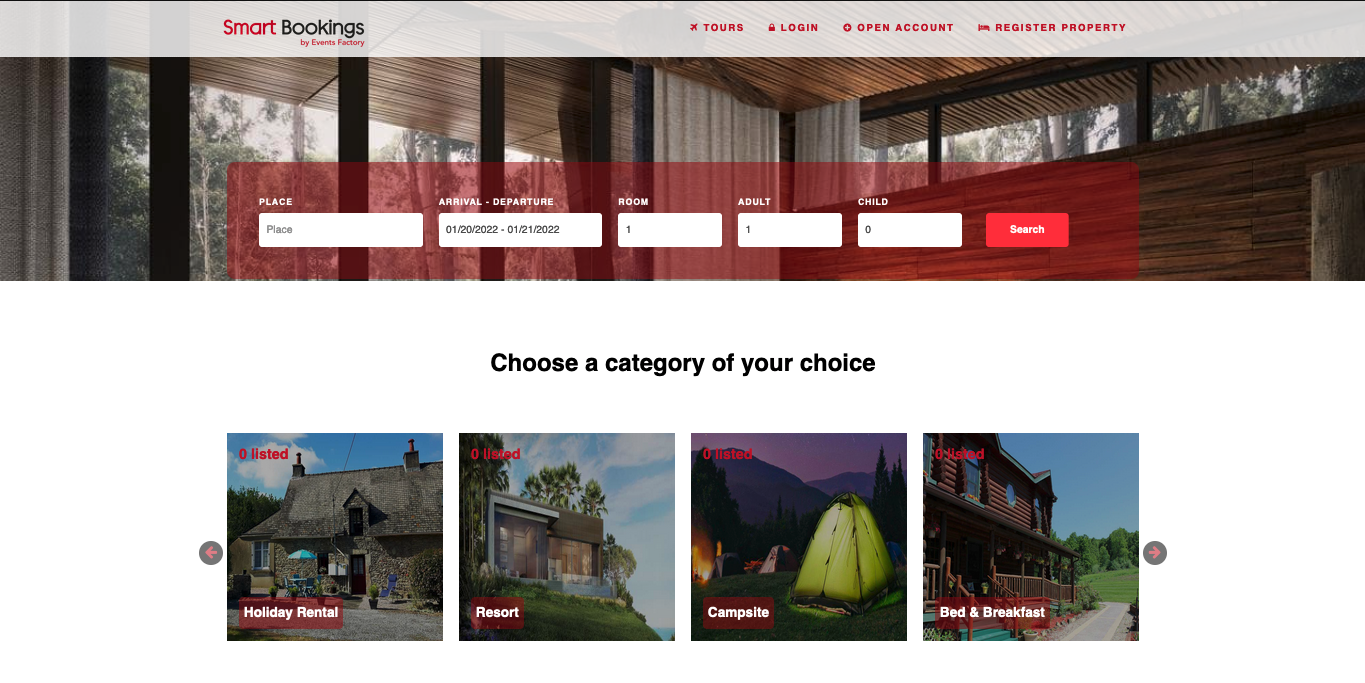 Smart Bookings
by Events Factory
TOURS
LOGIN
OPEN ACCOUNT
REGISTER PROPERTY
PLACE
ARRIVAL - DEPARTURE
ROOM
ADULT
CHILD
Place
01/20/2022 - 01/21/2022
1
1
0
Search
Choose a category of your choice
0 listed
0 listed
0 listed
0 listed
Holiday Rental
Resort
Campsite
Bed & Breakfast